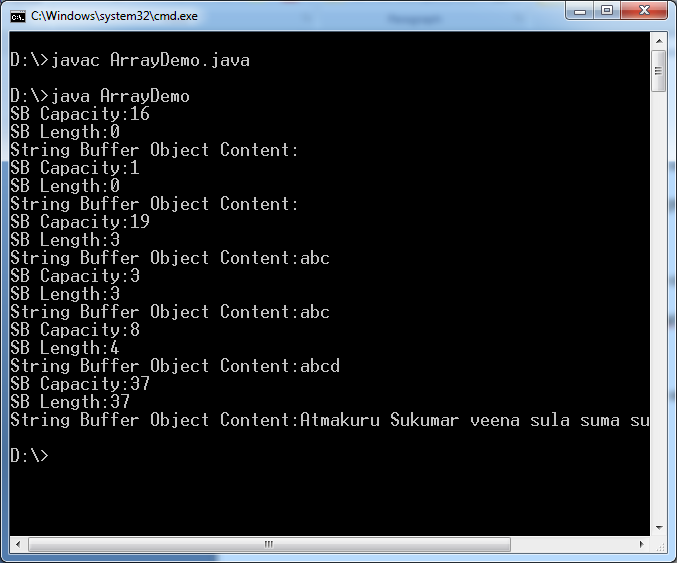 C:\Windows\system32\cmd.exe
D:\>javac ArrayDemo.java
D:\>java ArrayDemo
SB Capacity:16
SB Length:0
String Buffer Object Content:
SB Capacity:1
SB Length:0
String Buffer Object Content:
SB Capacity:19
SB Length:3
String Buffer Object Content:abc
SB Capacity:3
SB Length:3
String Buffer Object Content:abc
SB Capacity:8
SB Length:4
String Buffer Object Content:abcd
SB Capacity:37
SB Length:37
String Buffer Object Content:Atmakuru Sukumar veena sula suma su
D:\>